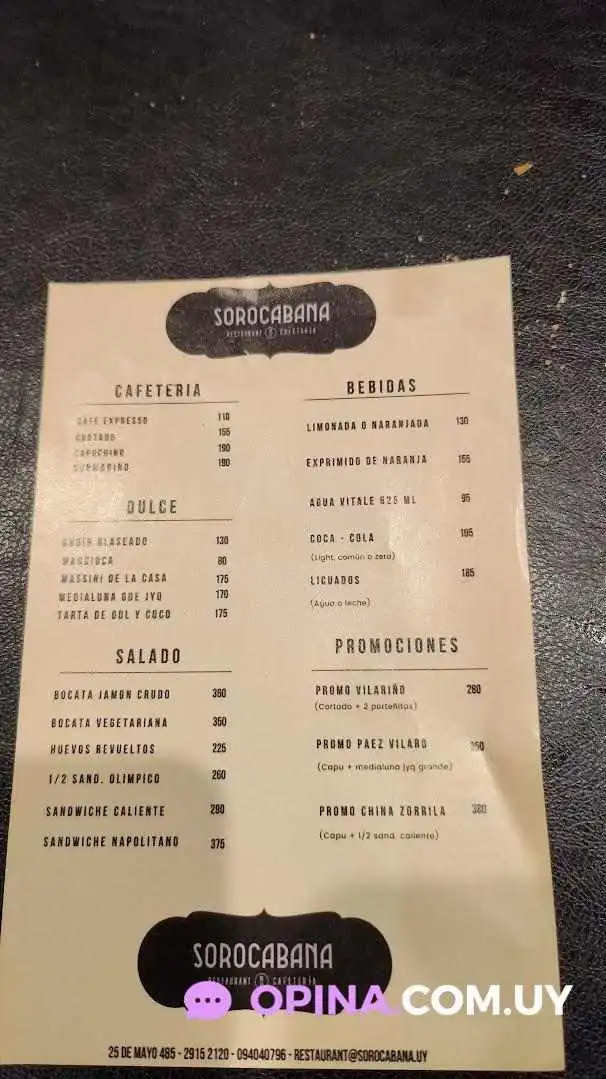 SOROCABANA
RESTAURANT CAFETERÍA
CAFETERIA
CAFE EXPRESSO 110
CORTADO 155
CAPUCHINO 190
SUBMARINO 190
DULCE
BUDIN GLASEADO 130
80
MASSINI DE LA CASA 175
MEDIALUNA GDE JYQ 170
TARTA DE DDL Y COCO 175
SALADO
BOCATA JAMON CRUDO 360
BOCATA VEGETARIANA 350
HUEVOS REVUELTOS 225
1/2 SAND. OLIMPICO 260
SANDWICHE CALIENTE 290
SANDWICHE NAPOLITANO 375
BEBIDAS
LIMONADA O NARANJADA 130
EXPRIMIDO DE NARANJA 155
AGUA VITALE 625 ML 95
COCA - COLA 105
(Light, común o zero)
LICUADOS 185
(Agua o leche)
PROMOCIONES
PROMO VILARIÑO 280
(Cortado + 2 porteñitos)
PROMO PAEZ VILARO 350
(Capu + medialuna jyq grande)
PROMO CHINA ZORRILA 380
(Capu + 1/2 sand. caliente)
SOROCABANA
RESTAURANT CAFETERÍA
OPINA.COM.UY
25 DE MAYO 485 - 2915 2120 - 094040796 - RESTAURANT@SOROCABANA.UY